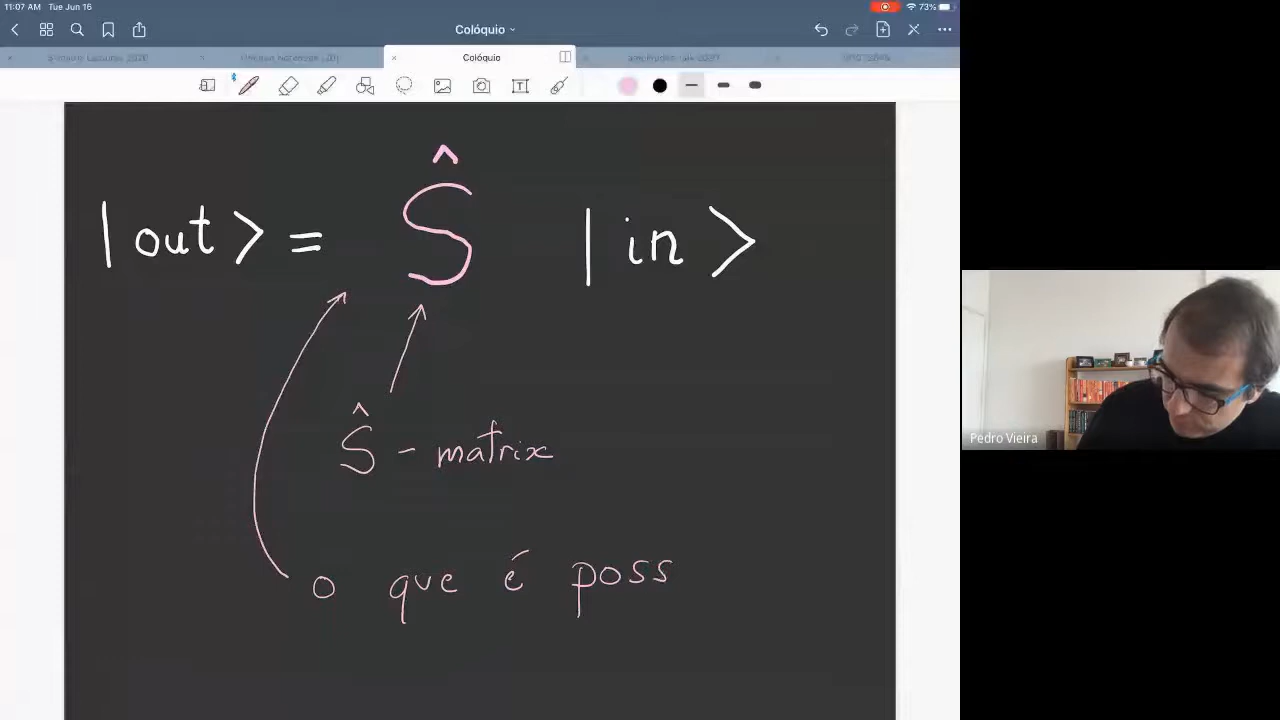 11:07 AM Tue Jun 16 73%
Colóquio
Colóquio
| out > = Ŝ | in >
Ŝ - matrix
o que é poss
Pedro Vieira